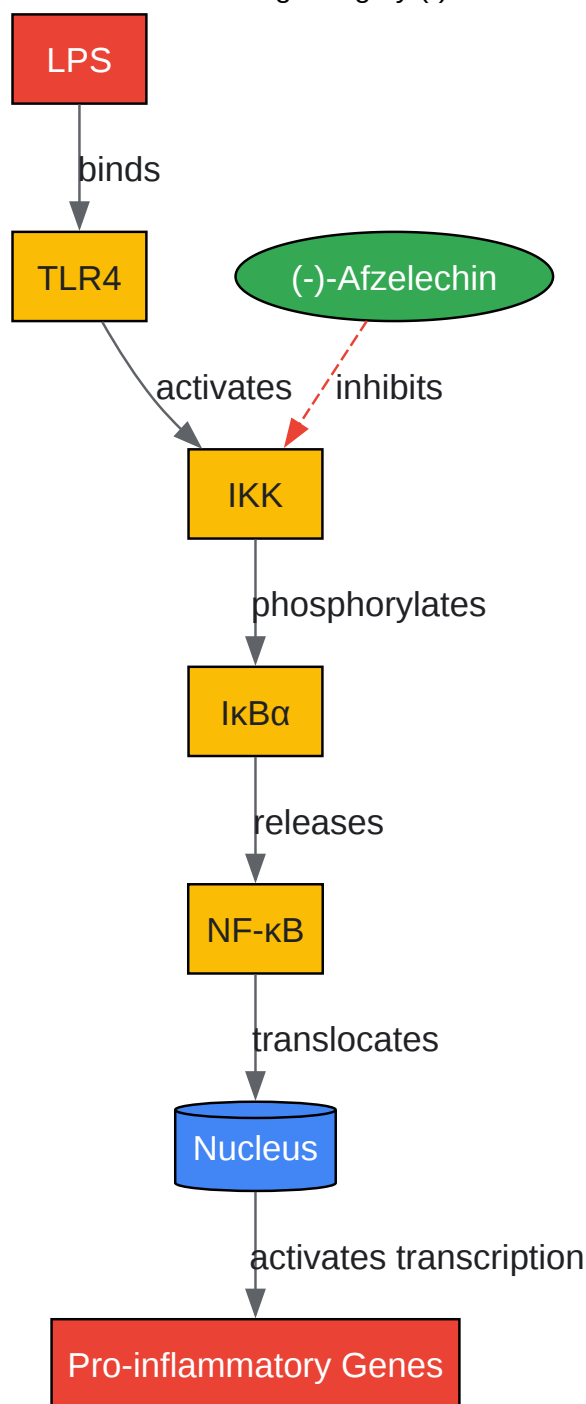 LPS
binds
TLR4
(-)-Afzelechin
activates
inhibits
IKK
phosphorylates
IκBα
releases
NF-κB
translocates
Nucleus
activates transcription
Pro-inflammatory Genes